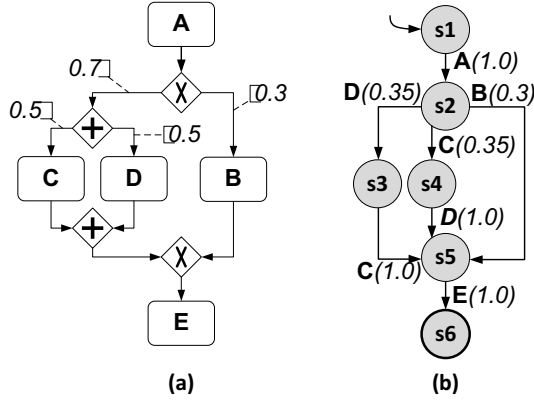 A
0.7
0.3
X
0.5
+
0.5
C
D
B
+
X
E
(a)
s1
A(1.0)
D(0.35)
s2
B(0.3)
C(0.35)
s3
s4
D(1.0)
C(1.0)
s5
E(1.0)
s6
(b)